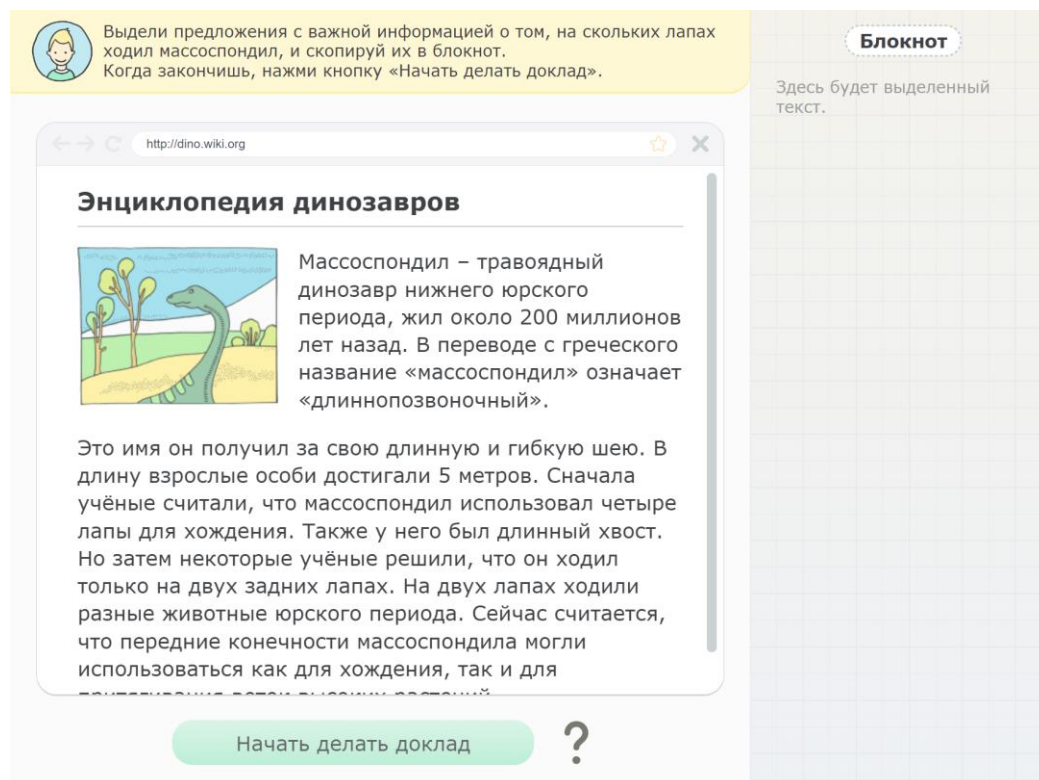 Выдели предложения с важной информацией о том, на скольких лапах
ходил массоспондил, и скопируй их в блокнот.
Когда закончишь, нажми кнопку «Начать делать доклад».
Блокнот
Здесь будет выделенный
текст.
http://dino.wiki.org
Энциклопедия динозавров
Массоспондил – травоядный
динозавр нижнего юрского
периода, жил около 200 миллионов
лет назад. В переводе с греческого
название «массоспондил» означает
«длиннопозвоночный».
Это имя он получил за свою длинную и гибкую шею. В
длину взрослые особи достигали 5 метров. Сначала
учёные считали, что массоспондил использовал четыре
лапы для хождения. Также у него был длинный хвост.
Но затем некоторые учёные решили, что он ходил
только на двух задних лапах. На двух лапах ходили
разные животные юрского периода. Сейчас считается,
что передние конечности массоспондила могли
использоваться как для хождения, так и для
Начать делать доклад
?